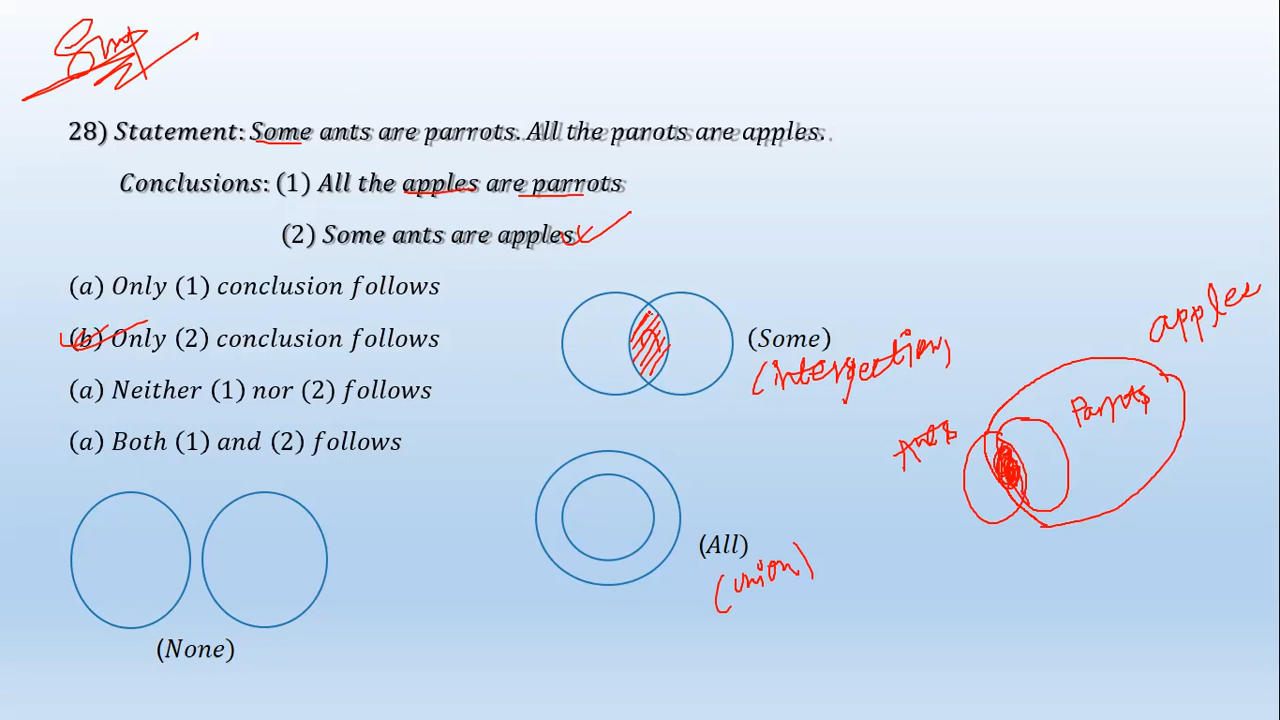 28) Statement: Some ants are parrots. All the parots are apples.
Conclusions: (1) All the apples are parrots
(2) Some ants are apples
(a) Only (1) conclusion follows
(b) Only (2) conclusion follows
(a) Neither (1) nor (2) follows
(a) Both (1) and (2) follows
(Some)
(intersection)
apples
Parrots
Ants
(All)
(union)
(None)